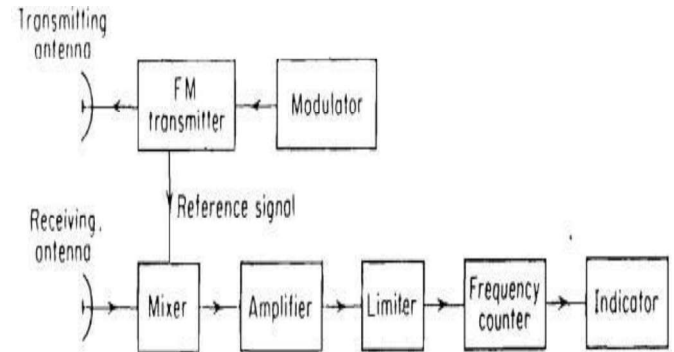 Transmitting
antenna
FM
transmitter
Modulator
Reference signal
Receiving.
antenna
Mixer
Amplifier
Limiter
Frequency
counter
Indicator